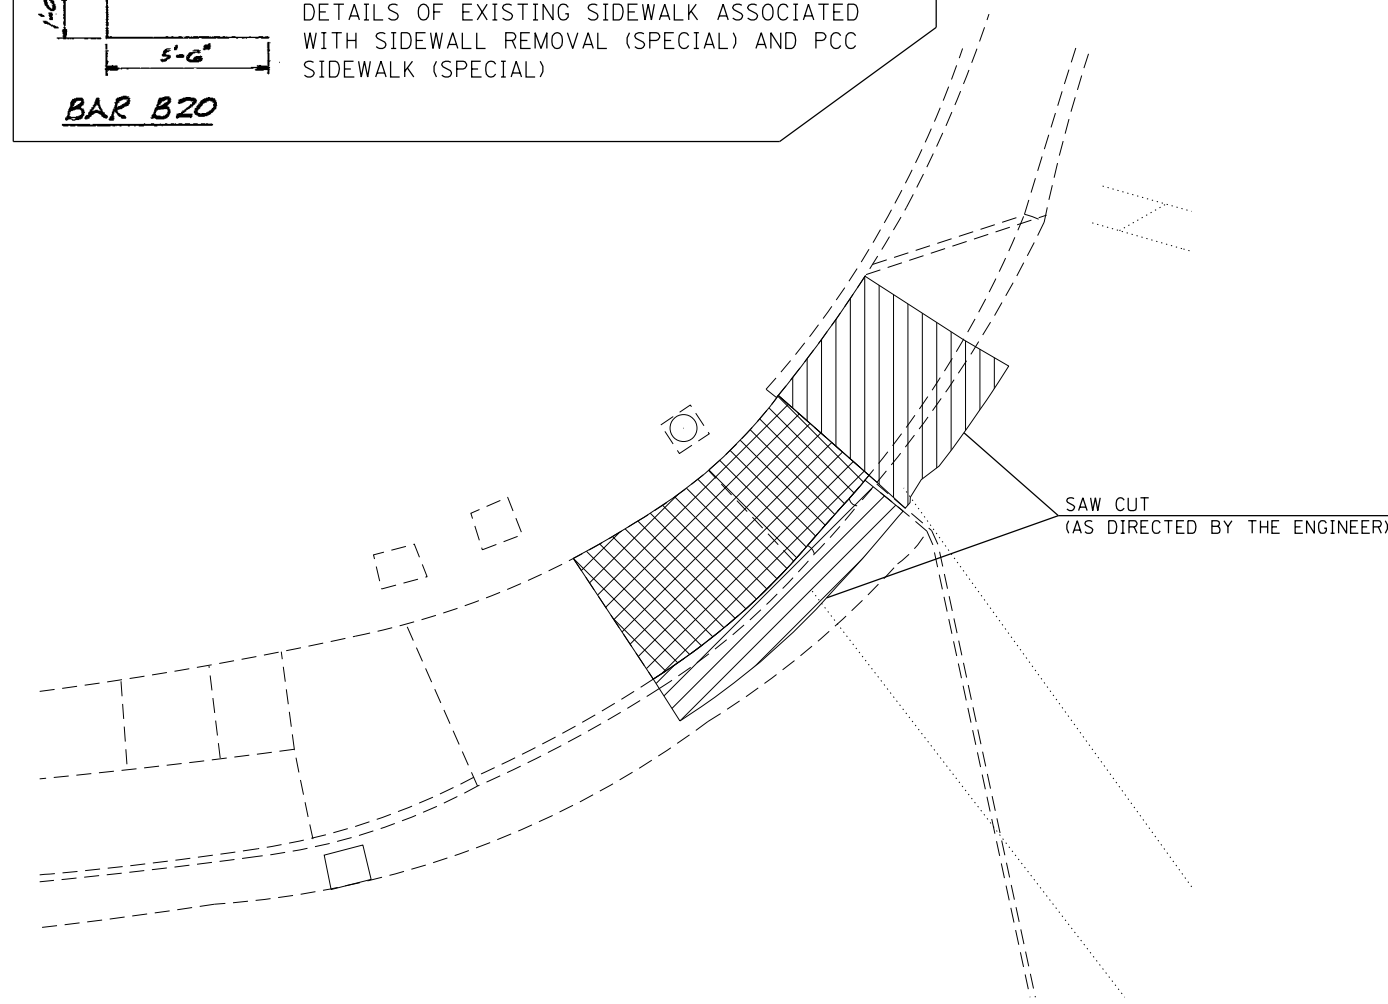 DETAILS OF EXISTING SIDEWALK ASSOCIATED
WITH SIDEWALL REMOVAL (SPECIAL) AND PCC
SIDEWALK (SPECIAL)
5'-6"
BAR B20
SAW CUT
(AS DIRECTED BY THE ENGINEER)